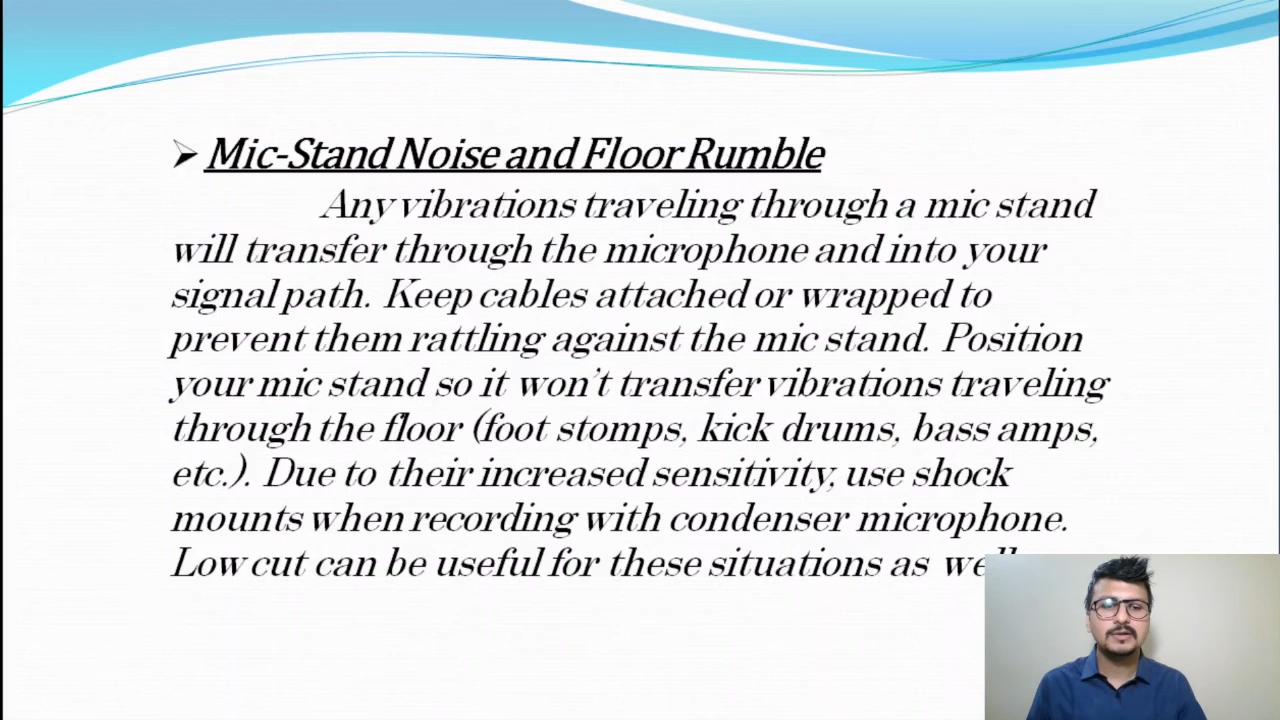 Mic-Stand Noise and Floor Rumble
Any vibrations traveling through a mic stand
will transfer through the microphone and into your
signal path. Keep cables attached or wrapped to
prevent them rattling against the mic stand. Position
your mic stand so it won't transfer vibrations traveling
through the floor (foot stomps, kick drums, bass amps,
etc.). Due to their increased sensitivity, use shock
mounts when recording with condenser microphone.
Low cut can be useful for these situations as well